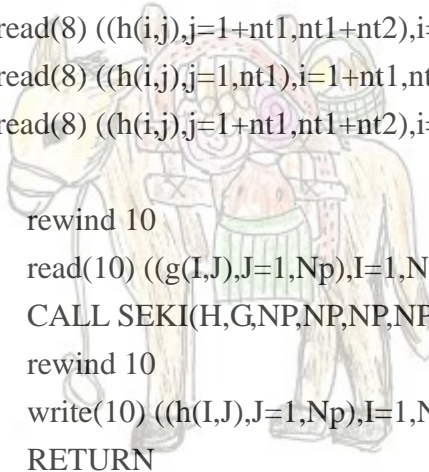 read(8) ((h(i,j),j=1+nt1,nt1+nt2),i=
read(8) ((h(i,j),j=1,nt1),i=1+nt1,nt
read(8) ((h(i,j),j=1+nt1,nt1+nt2),i=
rewind 10
read(10) ((g(I,J),J=1,Np),I=1,N
CALL SEKI(H,G,NP,NP,NP,NP
rewind 10
write(10) ((h(I,J),J=1,Np),I=1,N
RETURN